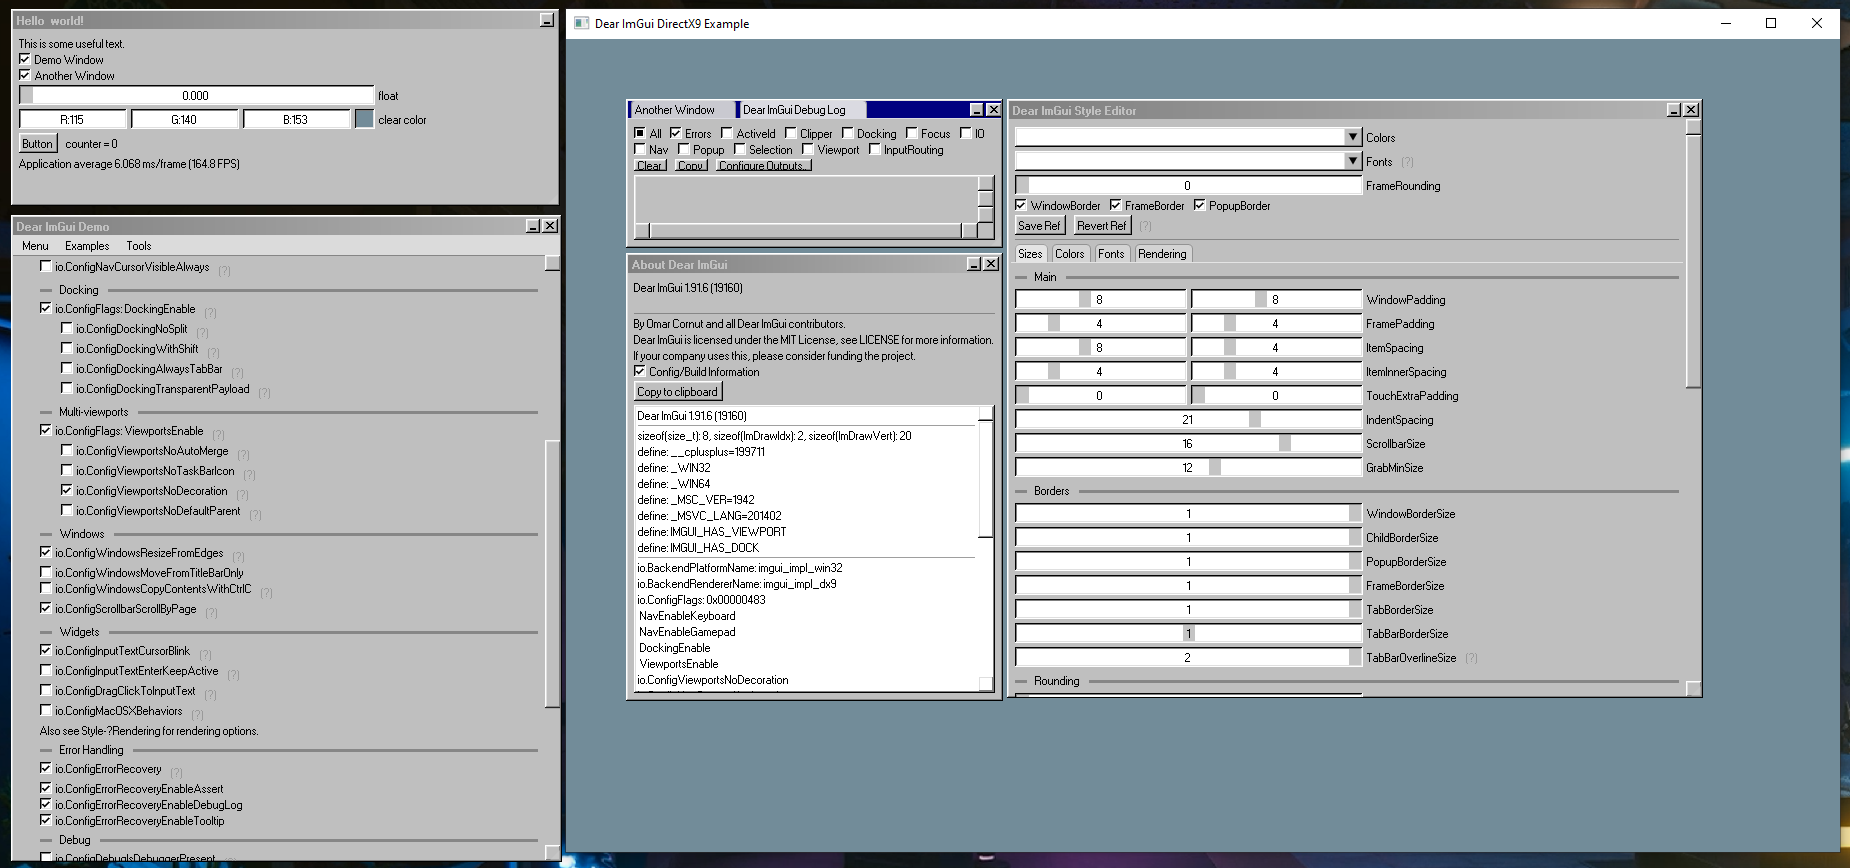 Hello  world!
This is some useful text.
Demo Window
Another Window
0.000 float
R:115 G:140 B:153 clear color
Button counter = 0
Application average 6.068 ms/frame (164.8 FPS)
Dear ImGui Demo
Menu Examples Tools
io.ConfigNavCursorVisibleAlways (?)
Docking
io.ConfigFlags: DockingEnable (?)
io.ConfigDockingNoSplit (?)
io.ConfigDockingWithShift (?)
io.ConfigDockingAlwaysTabBar (?)
io.ConfigDockingTransparentPayload (?)
Multi-viewports
io.ConfigFlags: ViewportsEnable (?)
io.ConfigViewportsNoAutoMerge (?)
io.ConfigViewportsNoTaskBarIcon (?)
io.ConfigViewportsNoDecoration (?)
io.ConfigViewportsNoDefaultParent (?)
Windows
io.ConfigWindowsResizeFromEdges (?)
io.ConfigWindowsMoveFromTitleBarOnly
io.ConfigWindowsCopyContentsWithCtrlC (?)
io.ConfigScrollbarScrollByPage (?)
Widgets
io.ConfigInputTextCursorBlink (?)
io.ConfigInputTextEnterKeepActive (?)
io.ConfigDragClickToInputText (?)
io.ConfigMacOSXBehaviors (?)
Also see Style-?Rendering for rendering options.
Error Handling
io.ConfigErrorRecovery (?)
io.ConfigErrorRecoveryEnableAssert
io.ConfigErrorRecoveryEnableDebugLog
io.ConfigErrorRecoveryEnableTooltip
Debug
io.ConfigDebugIsDebuggerPresent
Dear ImGui DirectX9 Example
Another Window Dear ImGui Debug Log
All Errors ActiveId Clipper Docking Focus IO
Nav Popup Selection Viewport InputRouting
Clear Copy Configure Outputs..
About Dear ImGui
Dear ImGui 1.91.6 (19160)
By Omar Cornut and all Dear ImGui contributors.
Dear ImGui is licensed under the MIT License, see LICENSE for more information.
If your company uses this, please consider funding the project.
Config/Build Information
Copy to clipboard
Dear ImGui 1.91.6 (19160)
sizeof(size_t): 8, sizeof(ImDrawIdx): 2, sizeof(ImDrawVert): 20
define: __cplusplus=199711
define: _WIN32
define: _WIN64
define: _MSC_VER=1942
define: _MSVC_LANG=201402
define: IMGUI_HAS_VIEWPORT
define: IMGUI_HAS_DOCK
io.BackendPlatformName: imgui_impl_win32
io.BackendRendererName: imgui_impl_dx9
io.ConfigFlags: 0x00000483
NavEnableKeyboard
NavEnableGamepad
DockingEnable
ViewportsEnable
io.ConfigViewportsNoDecoration
Dear ImGui Style Editor
Colors
Fonts (?)
0 FrameRounding
WindowBorder FrameBorder PopupBorder
Save Ref Revert Ref (?)
Sizes Colors Fonts Rendering
Main
8 8 WindowPadding
4 4 FramePadding
8 4 ItemSpacing
4 4 ItemInnerSpacing
0 0 TouchExtraPadding
21 IndentSpacing
16 ScrollbarSize
12 GrabMinSize
Borders
1 WindowBorderSize
1 ChildBorderSize
1 PopupBorderSize
1 FrameBorderSize
1 TabBorderSize
1 TabBarBorderSize
2 TabBarOverlineSize (?)
Rounding